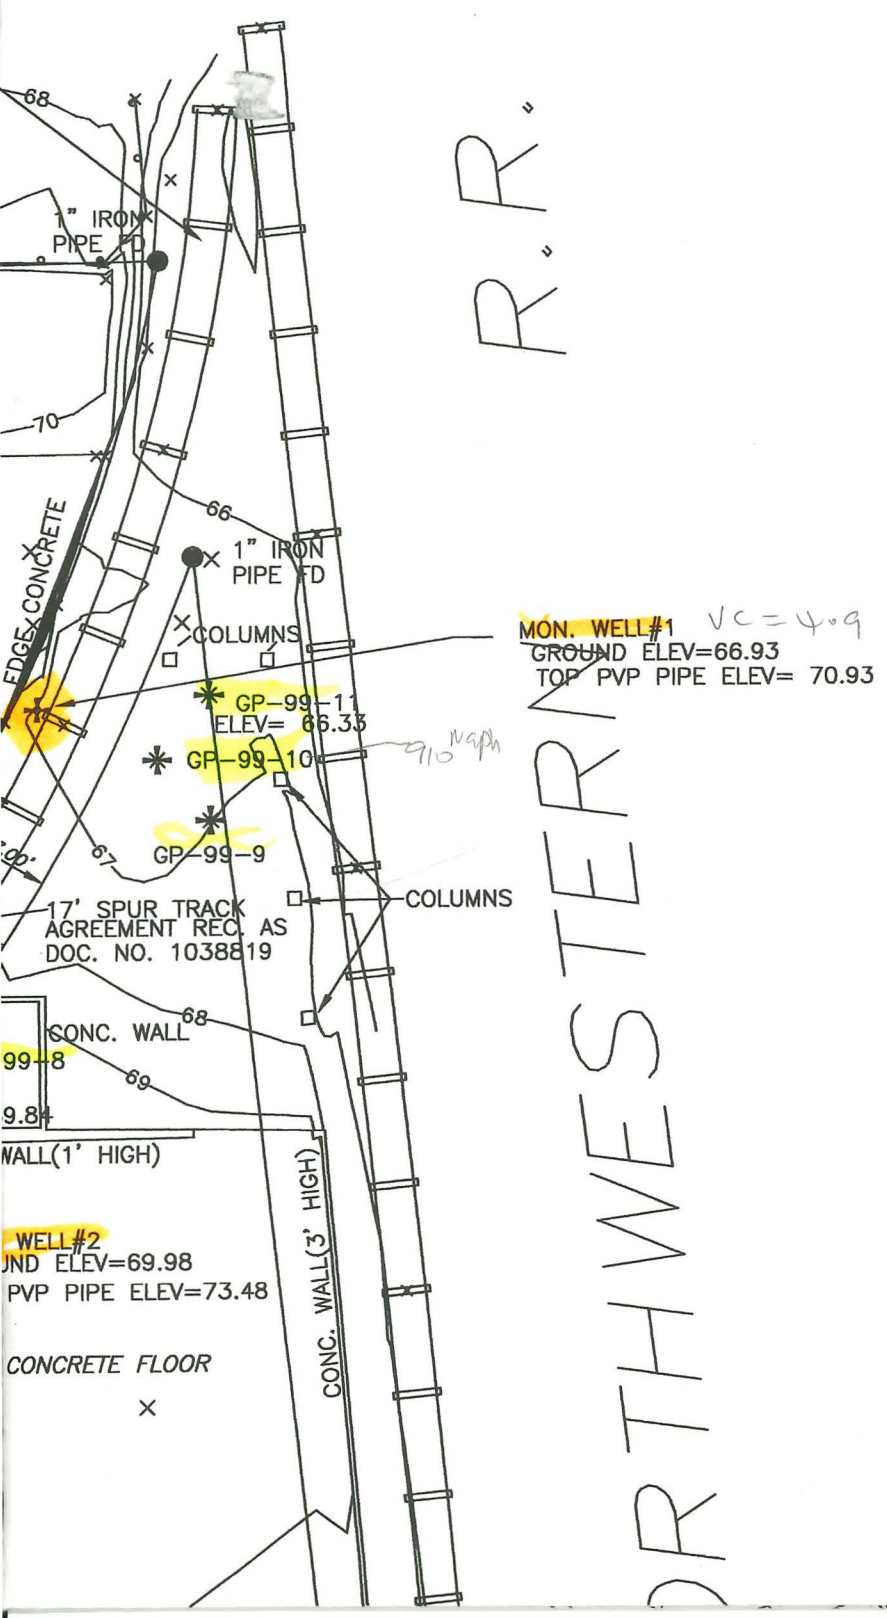 68
R. R.
1" IRON
PIPE FD
70
66
EDGE CONCRETE
1" IRON
PIPE FD
COLUMNS
MON. WELL#1 VC = 4.9
GROUND ELEV=66.93
TOP PVP PIPE ELEV= 70.93
GP-99-11
ELEV= 66.33
GP-99-10
910 Naph
GP-99-9
67
.00'
17' SPUR TRACK
AGREEMENT REC. AS
DOC. NO. 1038819
COLUMNS
68
CONC. WALL
99-8
69
9.84
WALL(1' HIGH)
CONC. WALL(3' HIGH)
WELL#2
UND ELEV=69.98
PVP PIPE ELEV=73.48
CONCRETE FLOOR
ORTHWESTERN